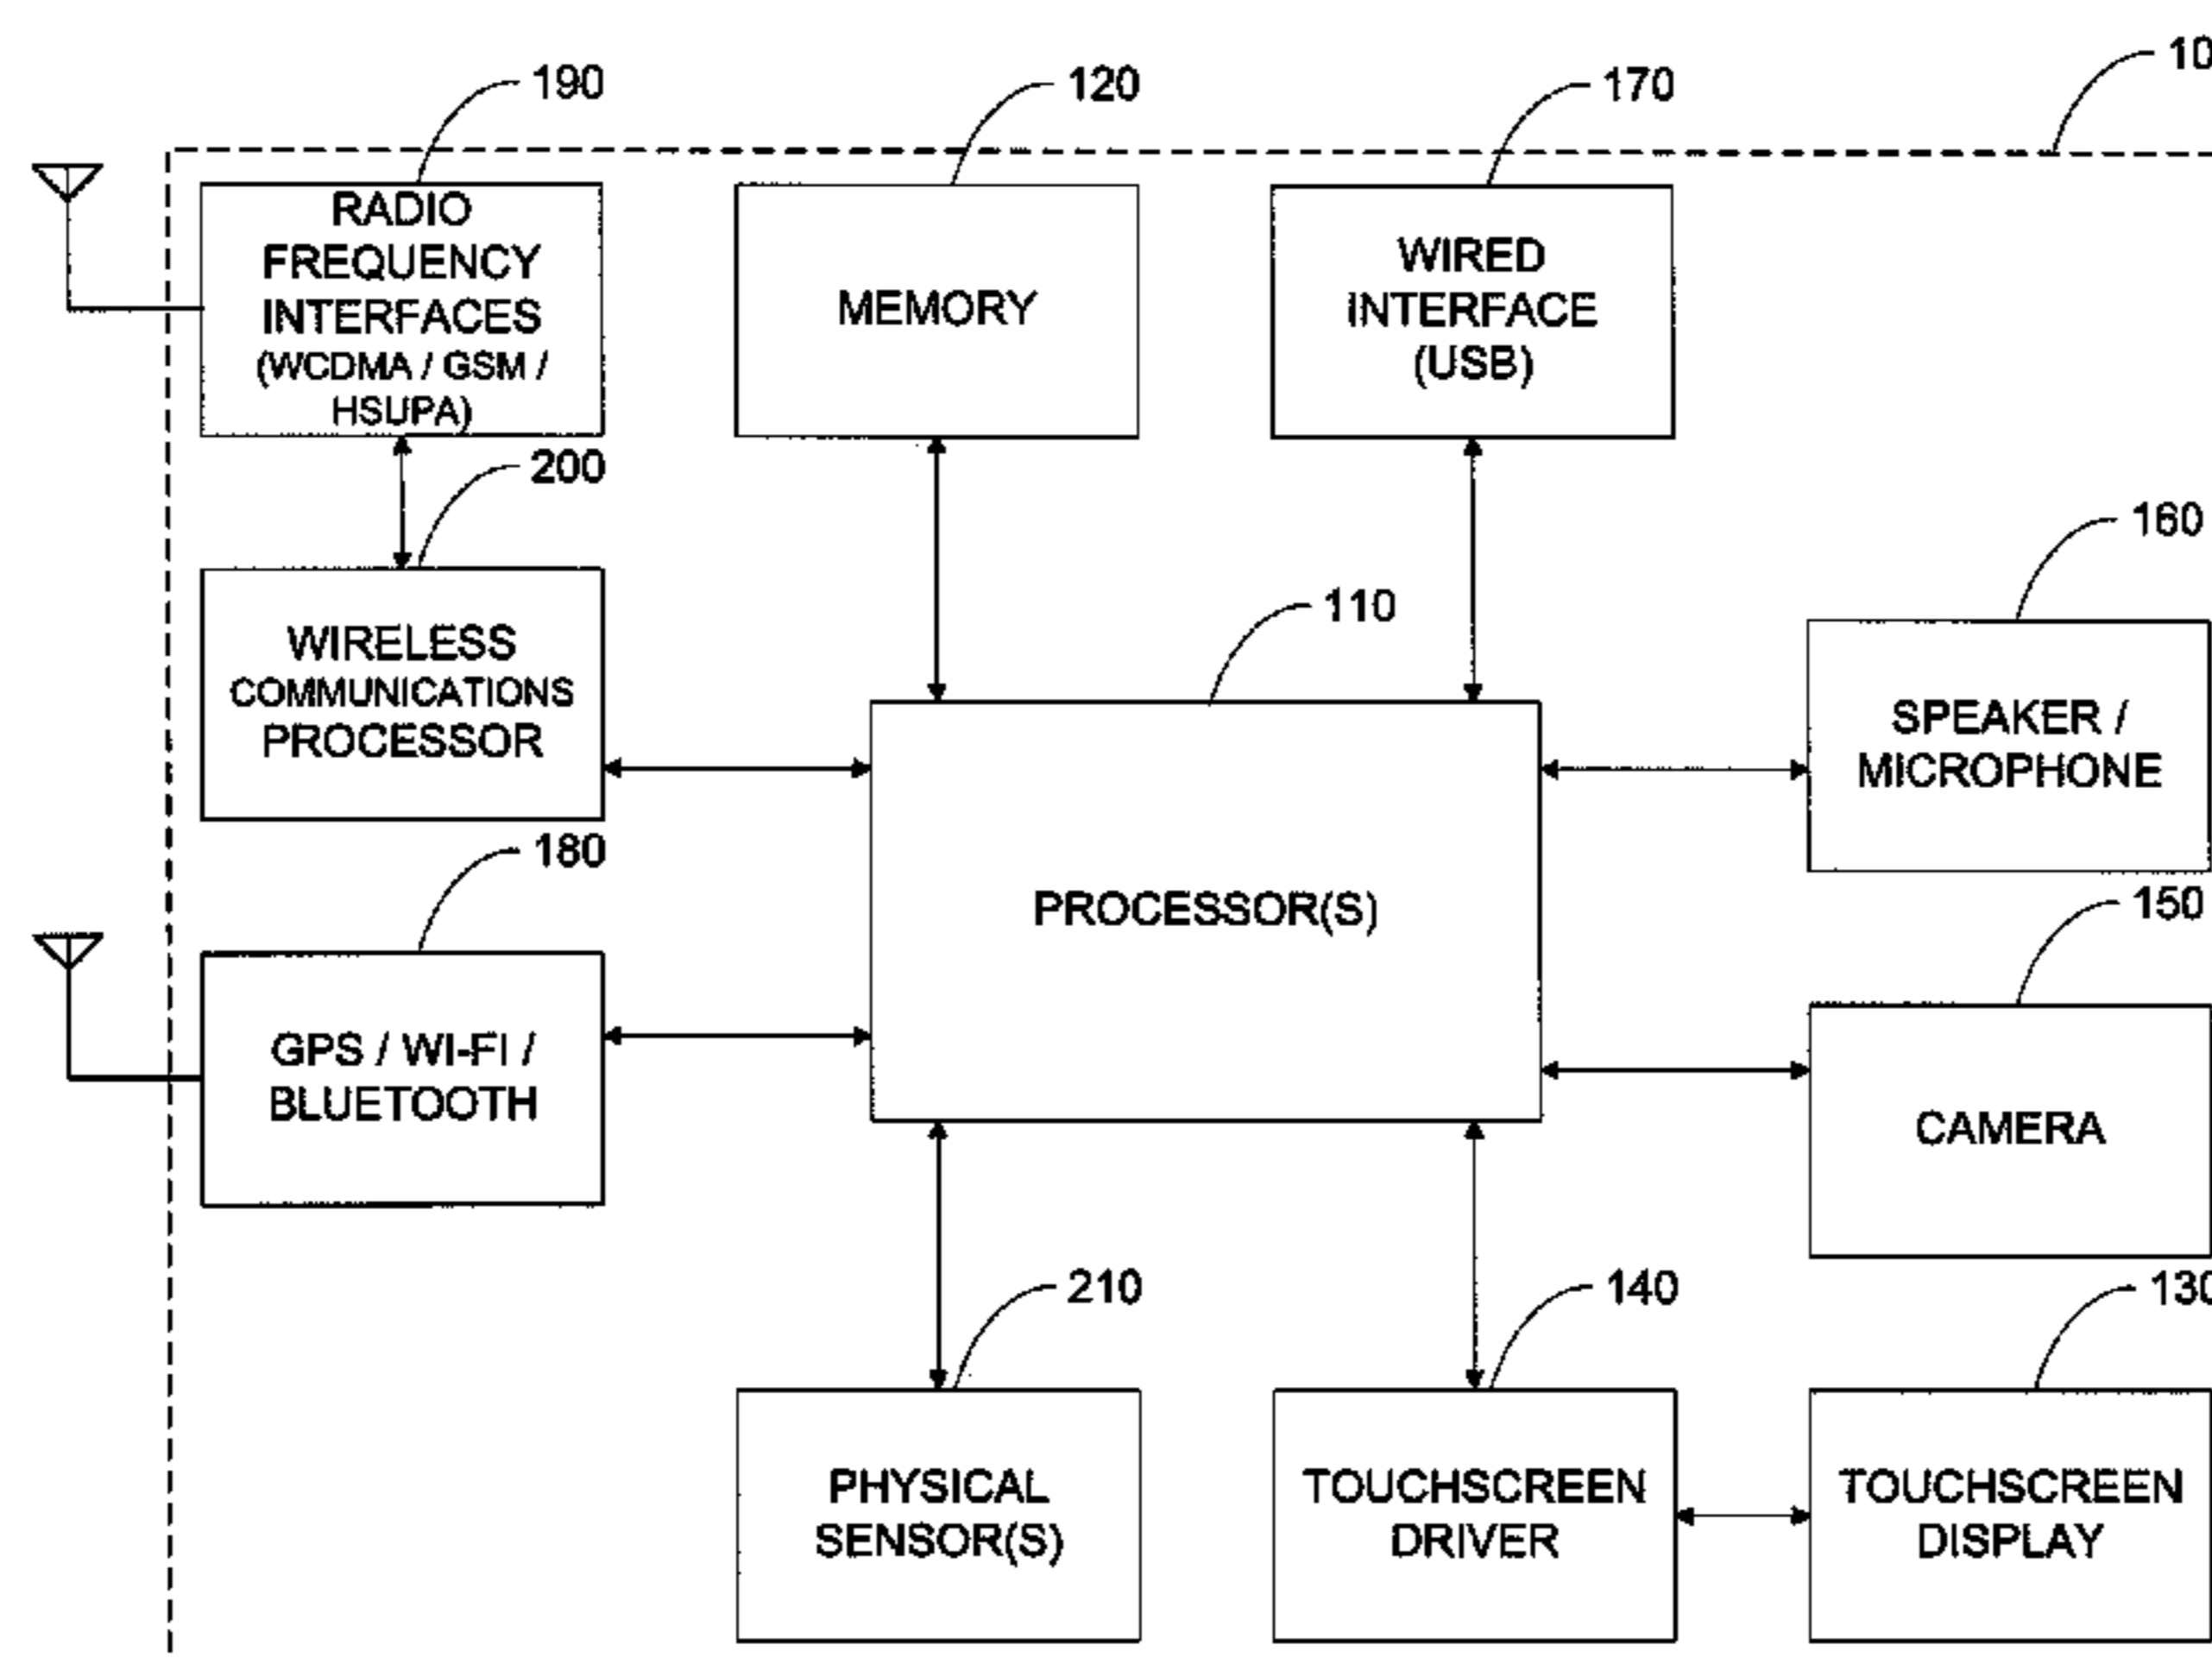 190
120
170
10
RADIO
FREQUENCY
INTERFACES
(WCDMA / GSM /
HSUPA)
MEMORY
WIRED
INTERFACE
(USB)
200
160
110
WIRELESS
COMMUNICATIONS
PROCESSOR
SPEAKER /
MICROPHONE
180
150
PROCESSOR(S)
GPS / WI-FI /
BLUETOOTH
CAMERA
210
140
130
PHYSICAL
SENSOR(S)
TOUCHSCREEN
DRIVER
TOUCHSCREEN
DISPLAY